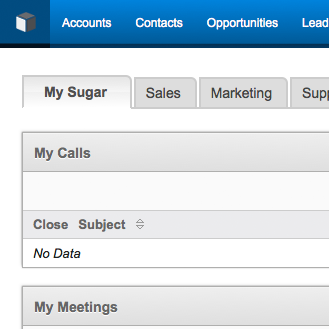 Accounts Contacts Opportunities Lead
My Sugar Sales Marketing Supp
My Calls
Close Subject
No Data
My Meetings